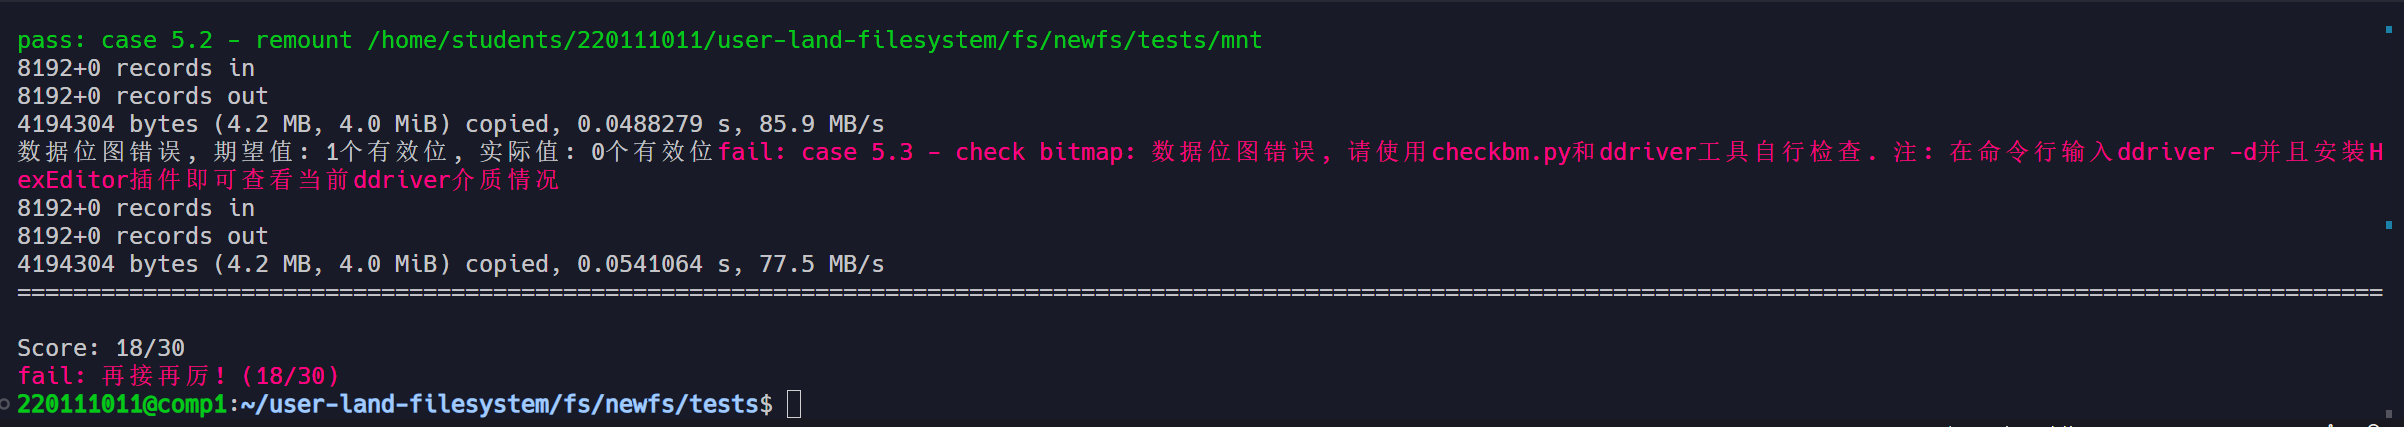 pass: case 5.2 - remount /home/students/220111011/user-land-filesystem/fs/newfs/tests/mnt
8192+0 records in
8192+0 records out
4194304 bytes (4.2 MB, 4.0 MiB) copied, 0.0488279 s, 85.9 MB/s
数据位图错误, 期望值: 1个有效位, 实际值: 0个有效位fail: case 5.3 - check bitmap: 数据位图错误, 请使用checkbm.py和ddriver工具自行检查. 注: 在命令行输入ddriver -d并且安装H
exEditor插件即可查看当前ddriver介质情况
8192+0 records in
8192+0 records out
4194304 bytes (4.2 MB, 4.0 MiB) copied, 0.0541064 s, 77.5 MB/s
=========================================================================================================================================================================
Score: 18/30
fail: 再接再厉! (18/30)
220111011@comp1:~/user-land-filesystem/fs/newfs/tests$